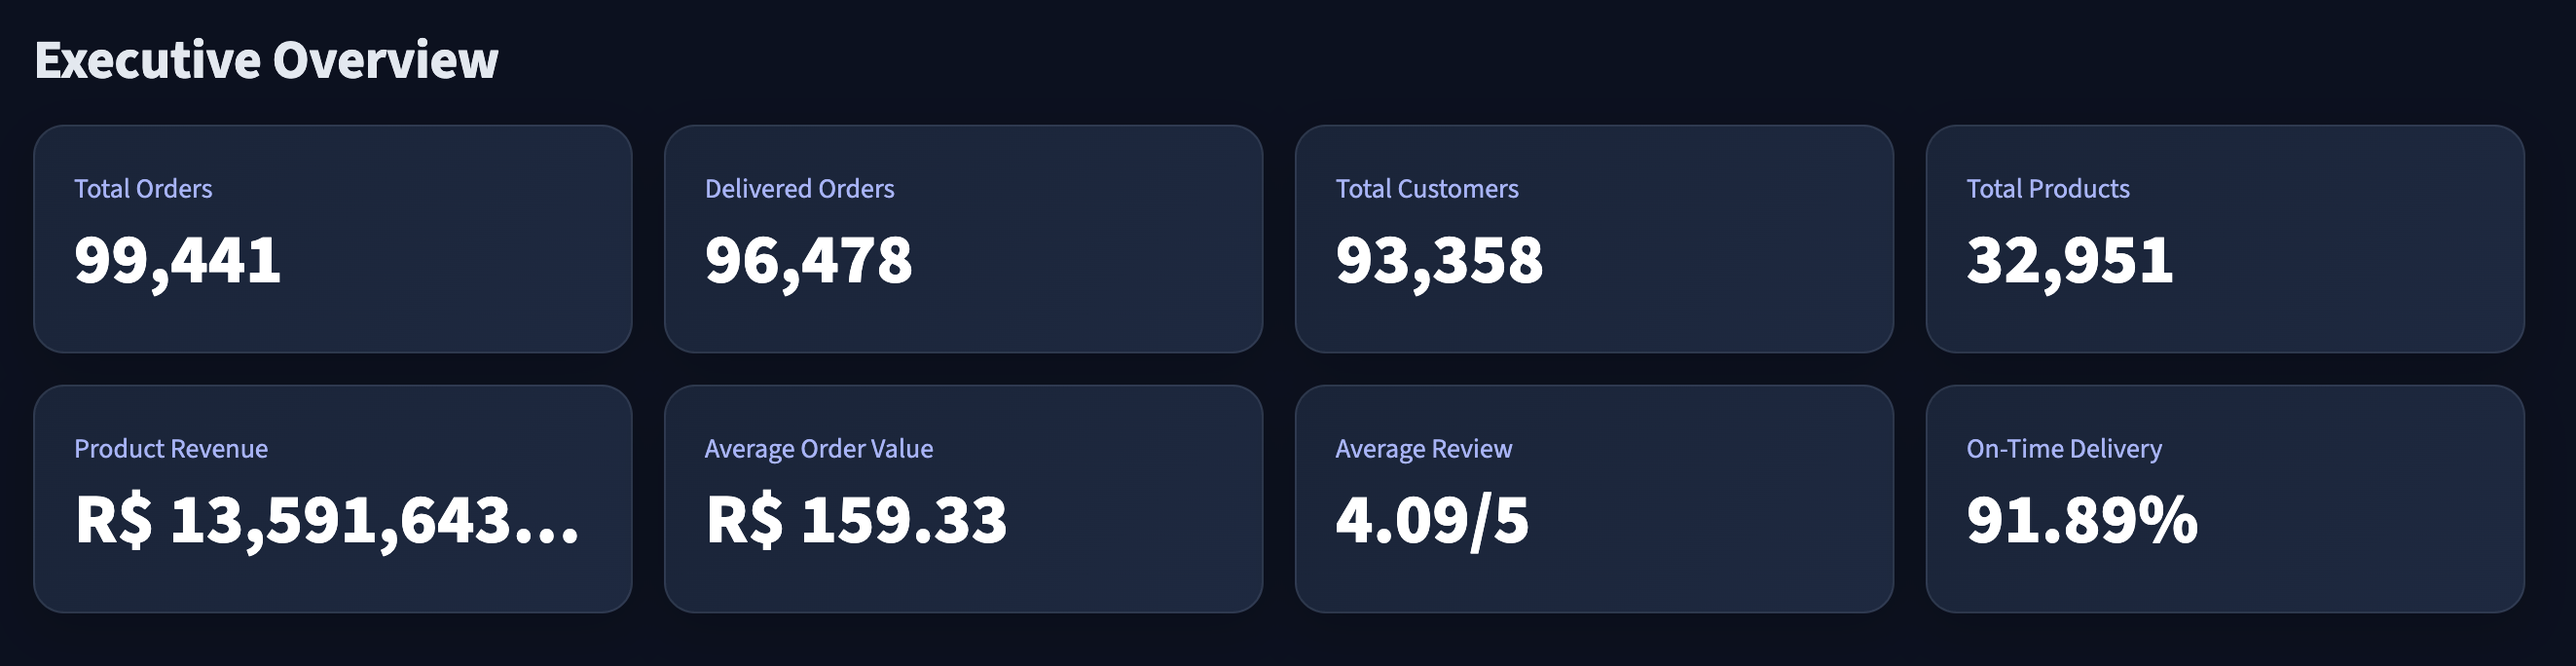 Executive Overview
Total Orders
99,441
Delivered Orders
96,478
Total Customers
93,358
Total Products
32,951
Product Revenue
R$ 13,591,643...
Average Order Value
R$ 159.33
Average Review
4.09/5
On-Time Delivery
91.89%